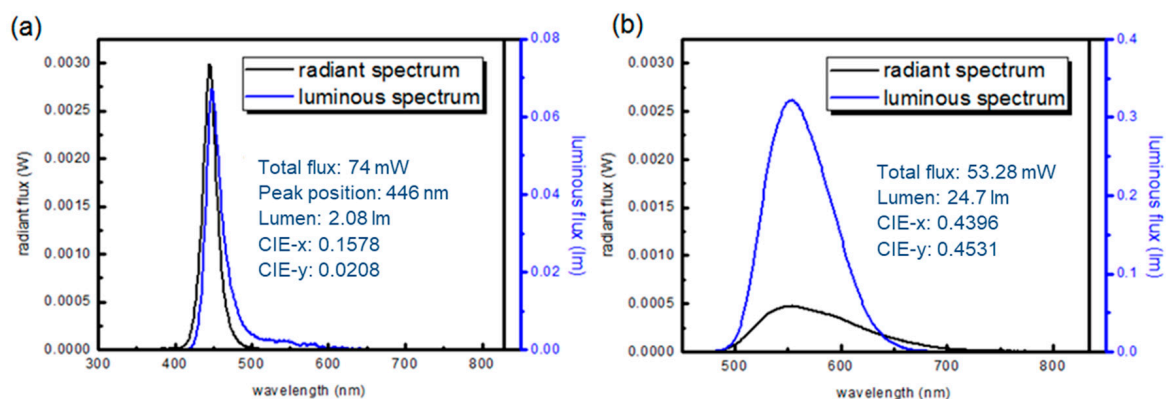 (a)
0.0030
0.0025
0.0020
0.0015
0.0010
0.0005
0.0000
radiant flux (W)
300
400
500
600
700
800
wavelength (nm)
0.08
0.06
0.04
0.02
0.00
luminous flux (lm)
radiant spectrum
luminous spectrum
Total flux: 74 mW
Peak position: 446 nm
Lumen: 2.08 lm
CIE-x: 0.1578
CIE-y: 0.0208
(b)
0.0030
0.0025
0.0020
0.0015
0.0010
0.0005
0.0000
radiant flux (W)
500
600
700
800
wavelength (nm)
0.4
0.3
0.2
0.1
0.0
luminous flux (lm)
radiant spectrum
luminous spectrum
Total flux: 53.28 mW
Lumen: 24.7 lm
CIE-x: 0.4396
CIE-y: 0.4531